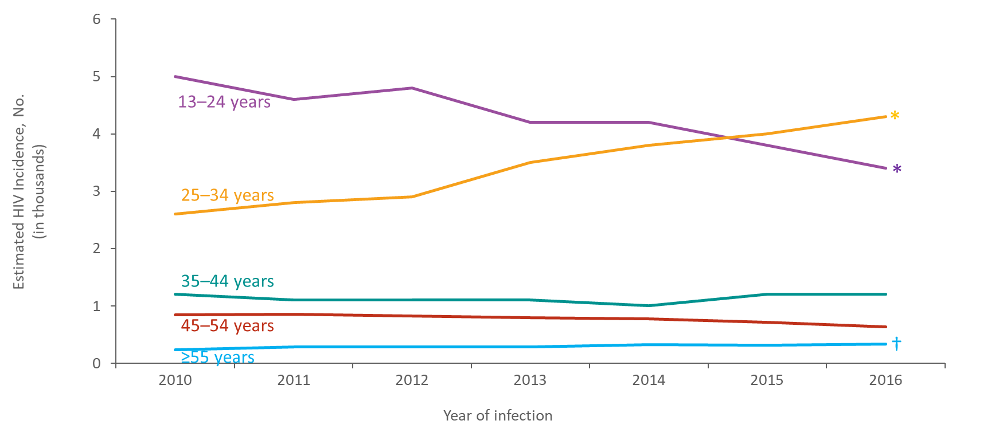 6
5
4
3
2
1
0
Estimated HIV Incidence, No.
(in thousands)
13–24 years
25–34 years
35–44 years
45–54 years
≥55 years
*
*
†
2010 2011 2012 2013 2014 2015 2016
Year of infection